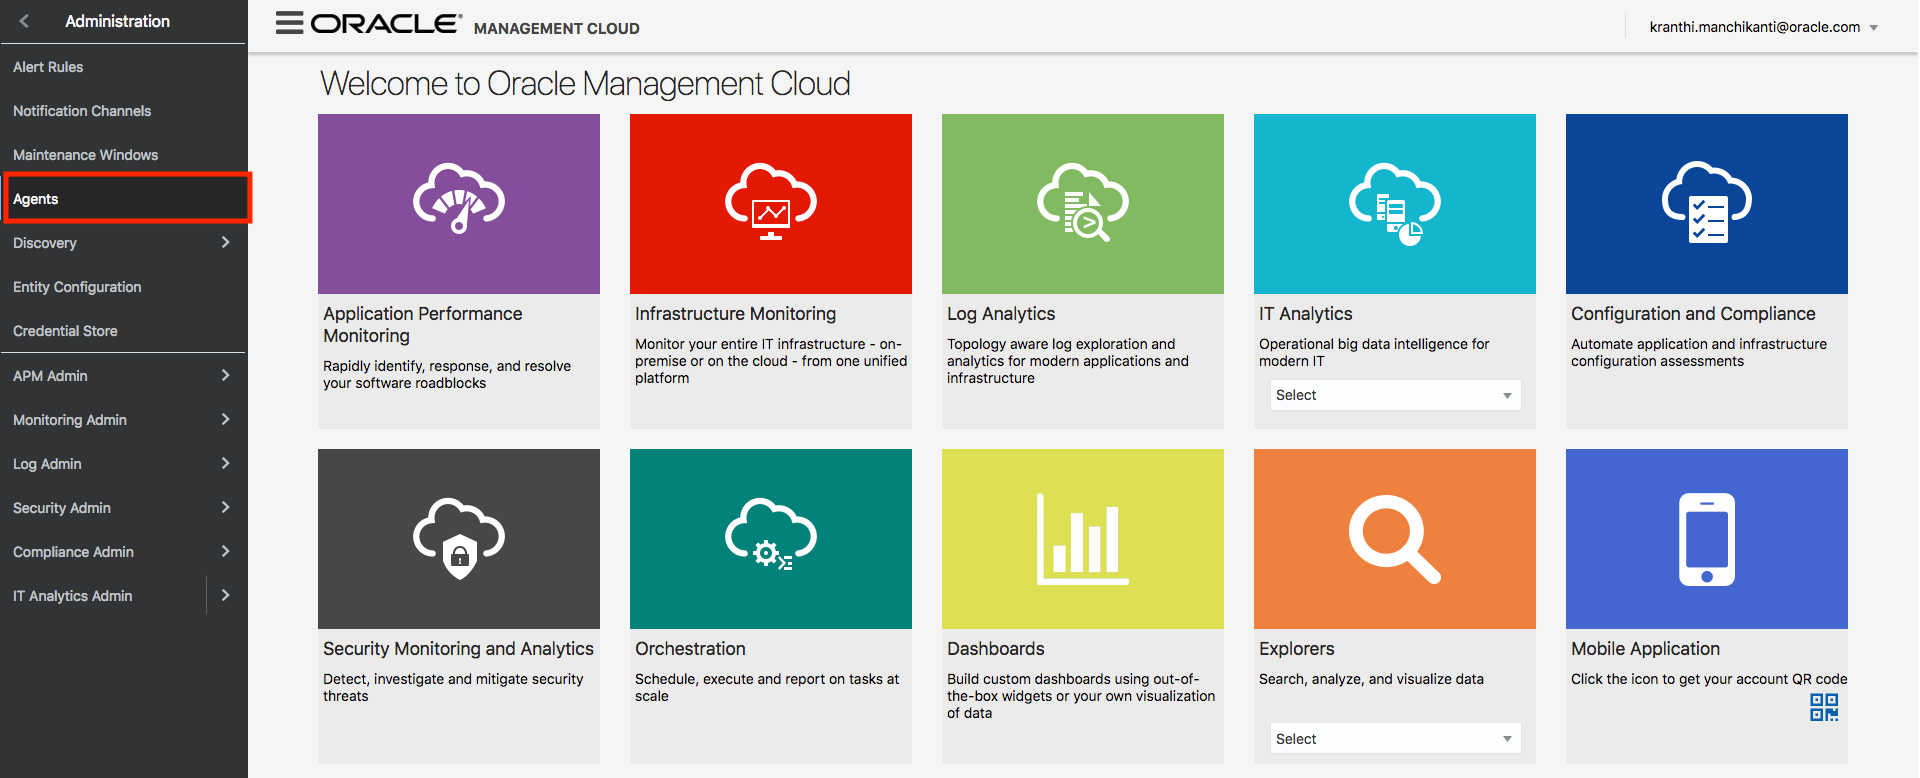 Administration
Alert Rules
Notification Channels
Maintenance Windows
Agents
Discovery
Entity Configuration
Credential Store
APM Admin
Monitoring Admin
Log Admin
Security Admin
Compliance Admin
IT Analytics Admin
ORACLE® MANAGEMENT CLOUD
kranthi.manchikanti@oracle.com
Welcome to Oracle Management Cloud
Application Performance
Monitoring
Rapidly identify, response, and resolve
your software roadblocks
Infrastructure Monitoring
Monitor your entire IT infrastructure - on-
premise or on the cloud - from one unified
platform
Log Analytics
Topology aware log exploration and
analytics for modern applications and
infrastructure
IT Analytics
Operational big data intelligence for
modern IT
Select
Configuration and Compliance
Automate application and infrastructure
configuration assessments
Security Monitoring and Analytics
Detect, investigate and mitigate security
threats
Orchestration
Schedule, execute and report on tasks at
scale
Dashboards
Build custom dashboards using out-of-
the-box widgets or your own visualization
of data
Explorers
Search, analyze, and visualize data
Select
Mobile Application
Click the icon to get your account QR code